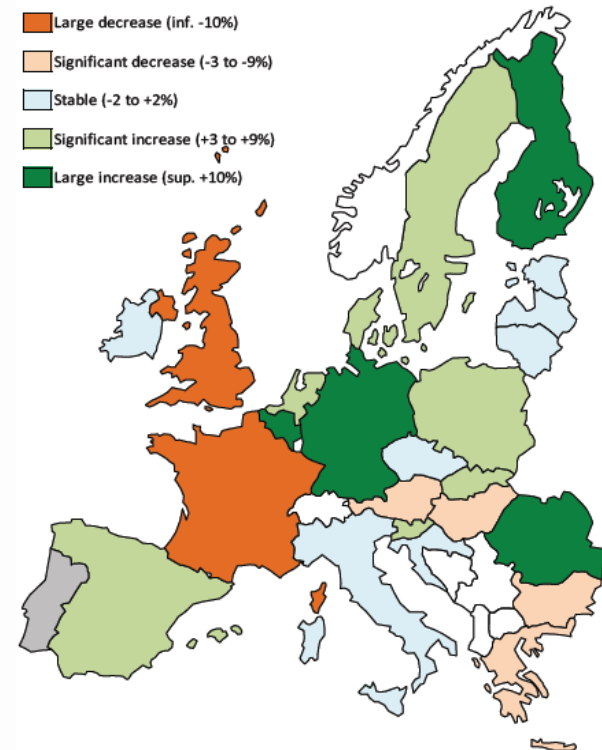 Large decrease (inf. -10%)
Significant decrease (-3 to -9%)
Stable (-2 to +2%)
Significant increase (+3 to +9%)
Large increase (sup. +10%)